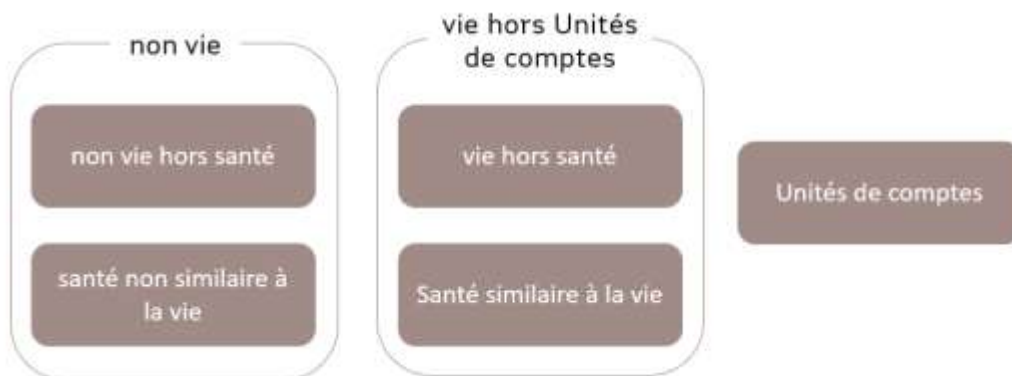 non vie
non vie hors santé
santé non similaire à
la vie
vie hors Unités
de comptes
vie hors santé
Santé similaire à la vie
Unités de comptes